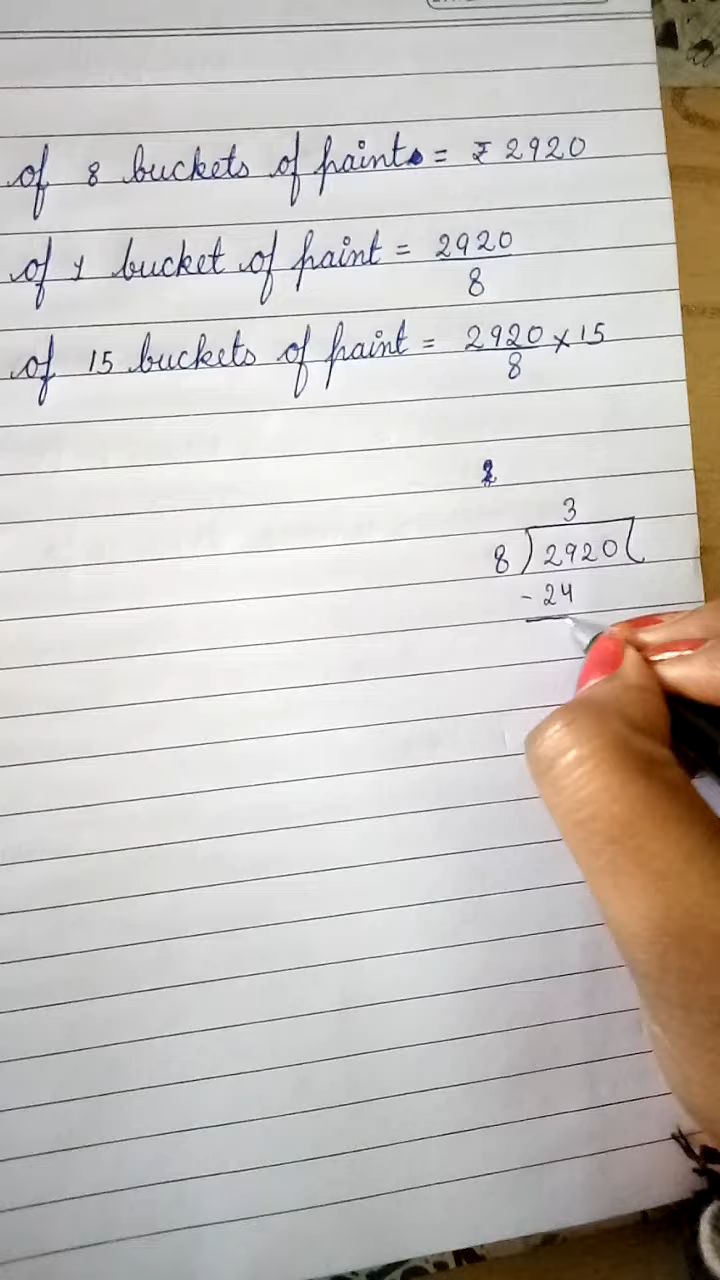 of 8 buckets of paint = ₹ 2920
of 1 bucket of paint = 2920
8
of 15 buckets of paint = 2920 x 15
8
3
8 ) 2920 (
- 24